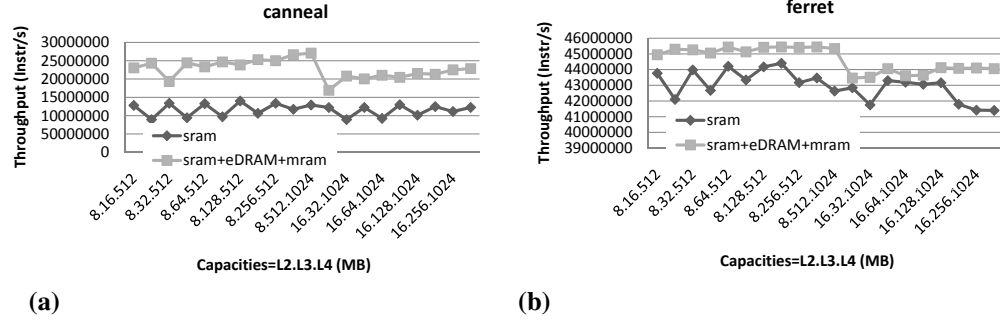 canneal
Throughput (Instr/s)
30000000
25000000
20000000
15000000
10000000
50000000
0
sram
sram+eDRAM+mram
8.16.512
8.32.512
8.64.512
8.128.512
8.256.512
8.512.1024
16.32.1024
16.64.1024
16.128.1024
16.256.1024
Capacities=L2.L3.L4 (MB)
(a)
ferret
Throughput (Instr/s)
46000000
45000000
44000000
43000000
42000000
41000000
40000000
39000000
sram
sram+eDRAM+mram
8.16.512
8.32.512
8.64.512
8.128.512
8.256.512
8.512.1024
16.32.1024
16.64.1024
16.128.1024
16.256.1024
Capacities=L2.L3.L4 (MB)
(b)